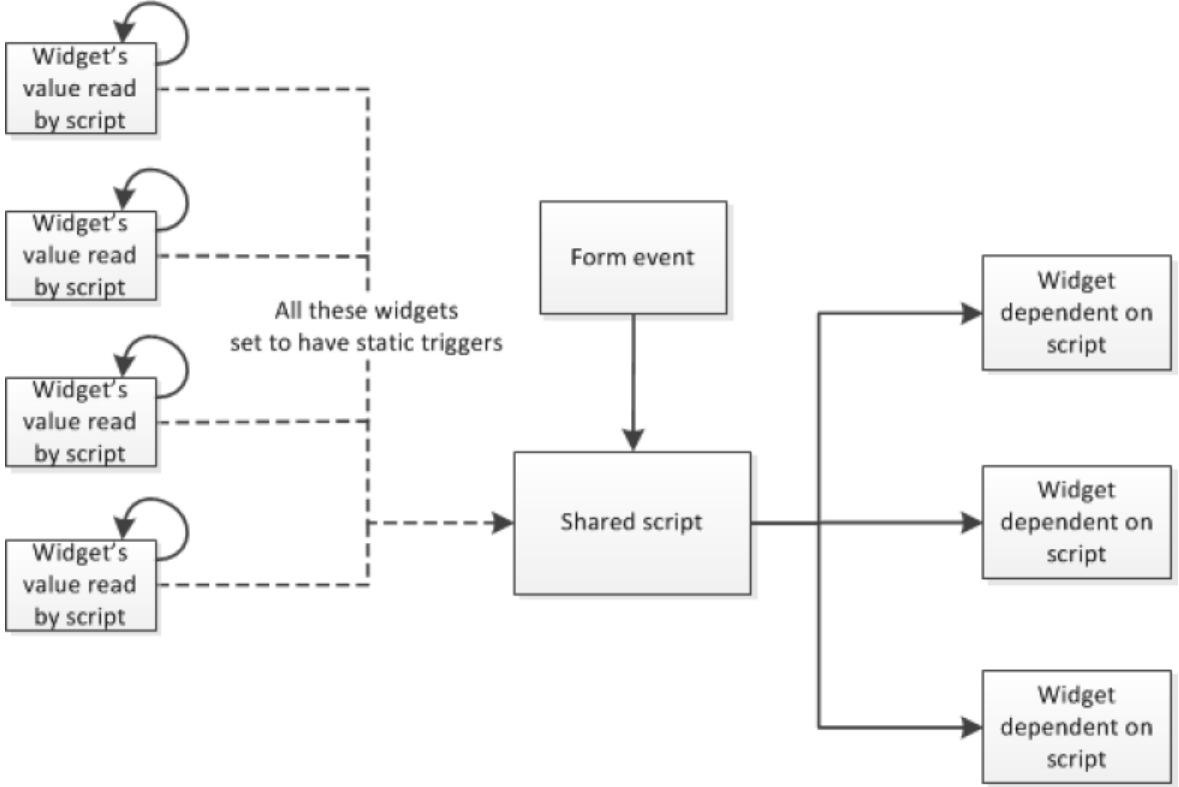 Widget's
value read
by script
Widget's
value read
by script
All these widgets
set to have static triggers
Widget's
value read
by script
Widget's
value read
by script
Form event
Shared script
Widget
dependent on
script
Widget
dependent on
script
Widget
dependent on
script